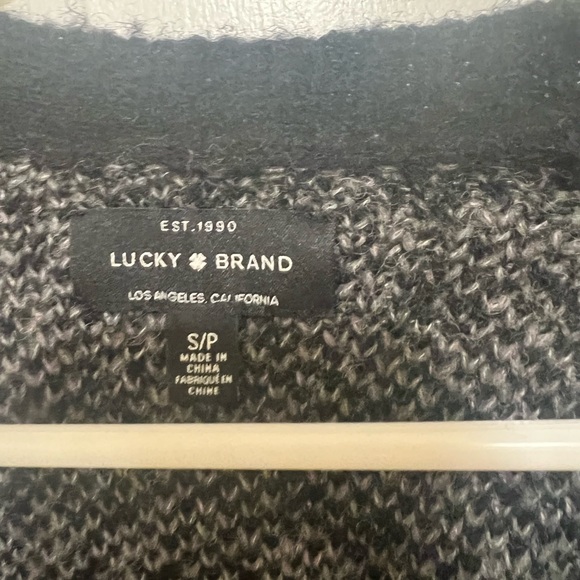 EST.1990
LUCKY BRAND
LOS ANGELES, CALIFORNIA
S/P
MADE IN
CHINA
FABRIQUÉ EN
CHINE